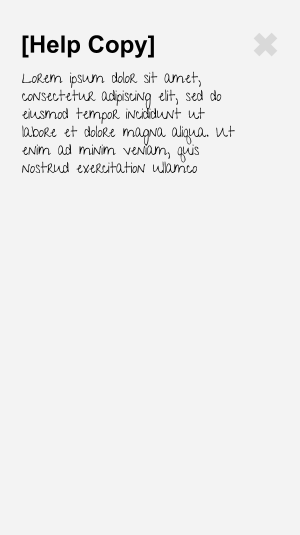 [Help Copy]
Lorem ipsum dolor sit amet,
consectetur adipiscing elit, sed do
eiusmod tempor incididunt ut
labore et dolore magna aliqua. Ut
enim ad minim veniam, quis
nostrud exercitation ullamco